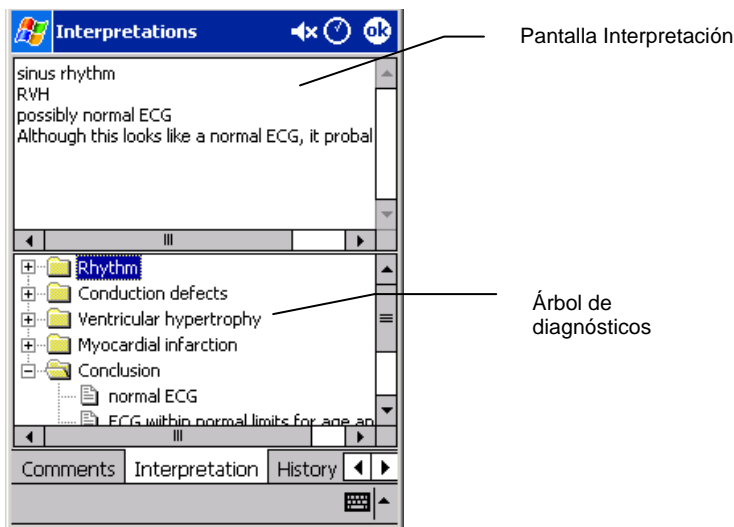 Interpretations
ok
Pantalla Interpretación
sinus rhythm
RVH
possibly normal ECG
Although this looks like a normal ECG, it probal
Rhythm
Conduction defects
Ventricular hypertrophy
Myocardial infarction
Conclusion
normal ECG
ECG within normal limits for age an
Árbol de
diagnósticos
Comments Interpretation History